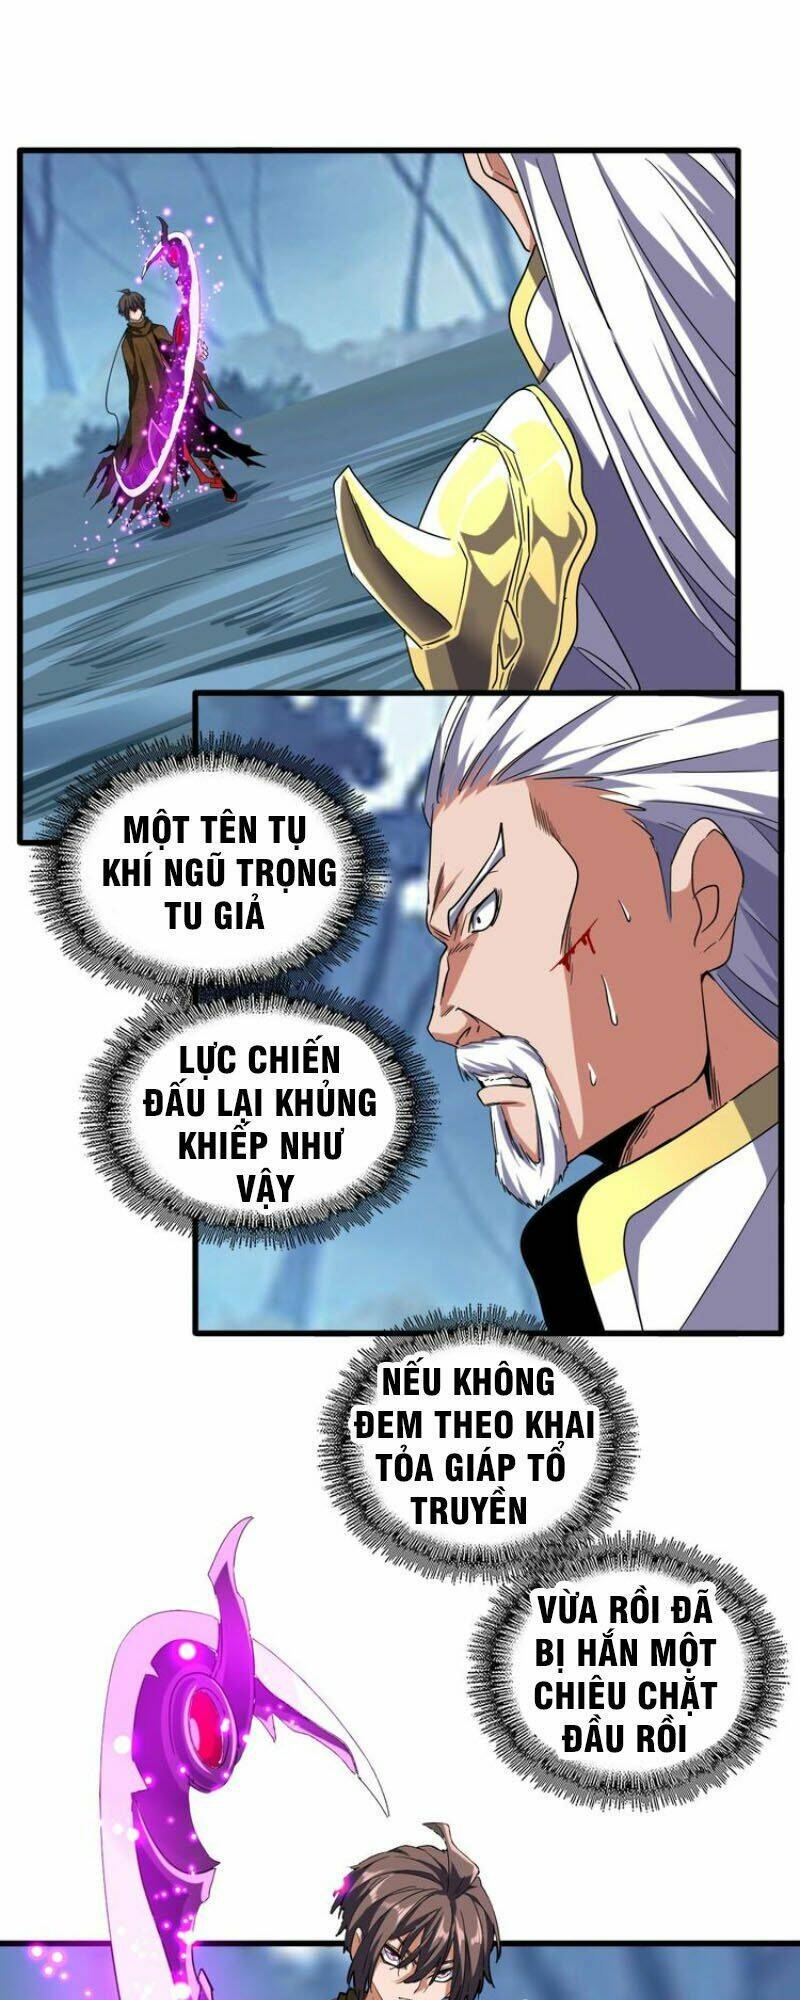 MỘT TÊN TỤ
KHÍ NGŨ TRỌNG
TU GIẢ
LỰC CHIẾN
ĐẤU LẠI KHỦNG
KHIẾP NHƯ
VẬY
NẾU KHÔNG
ĐEM THEO KHAI
TỎA GIÁP TỔ
TRUYỀN
VỪA RỒI ĐÃ
BỊ HẮN MỘT
CHIÊU CHẶT
ĐẦU RỒI